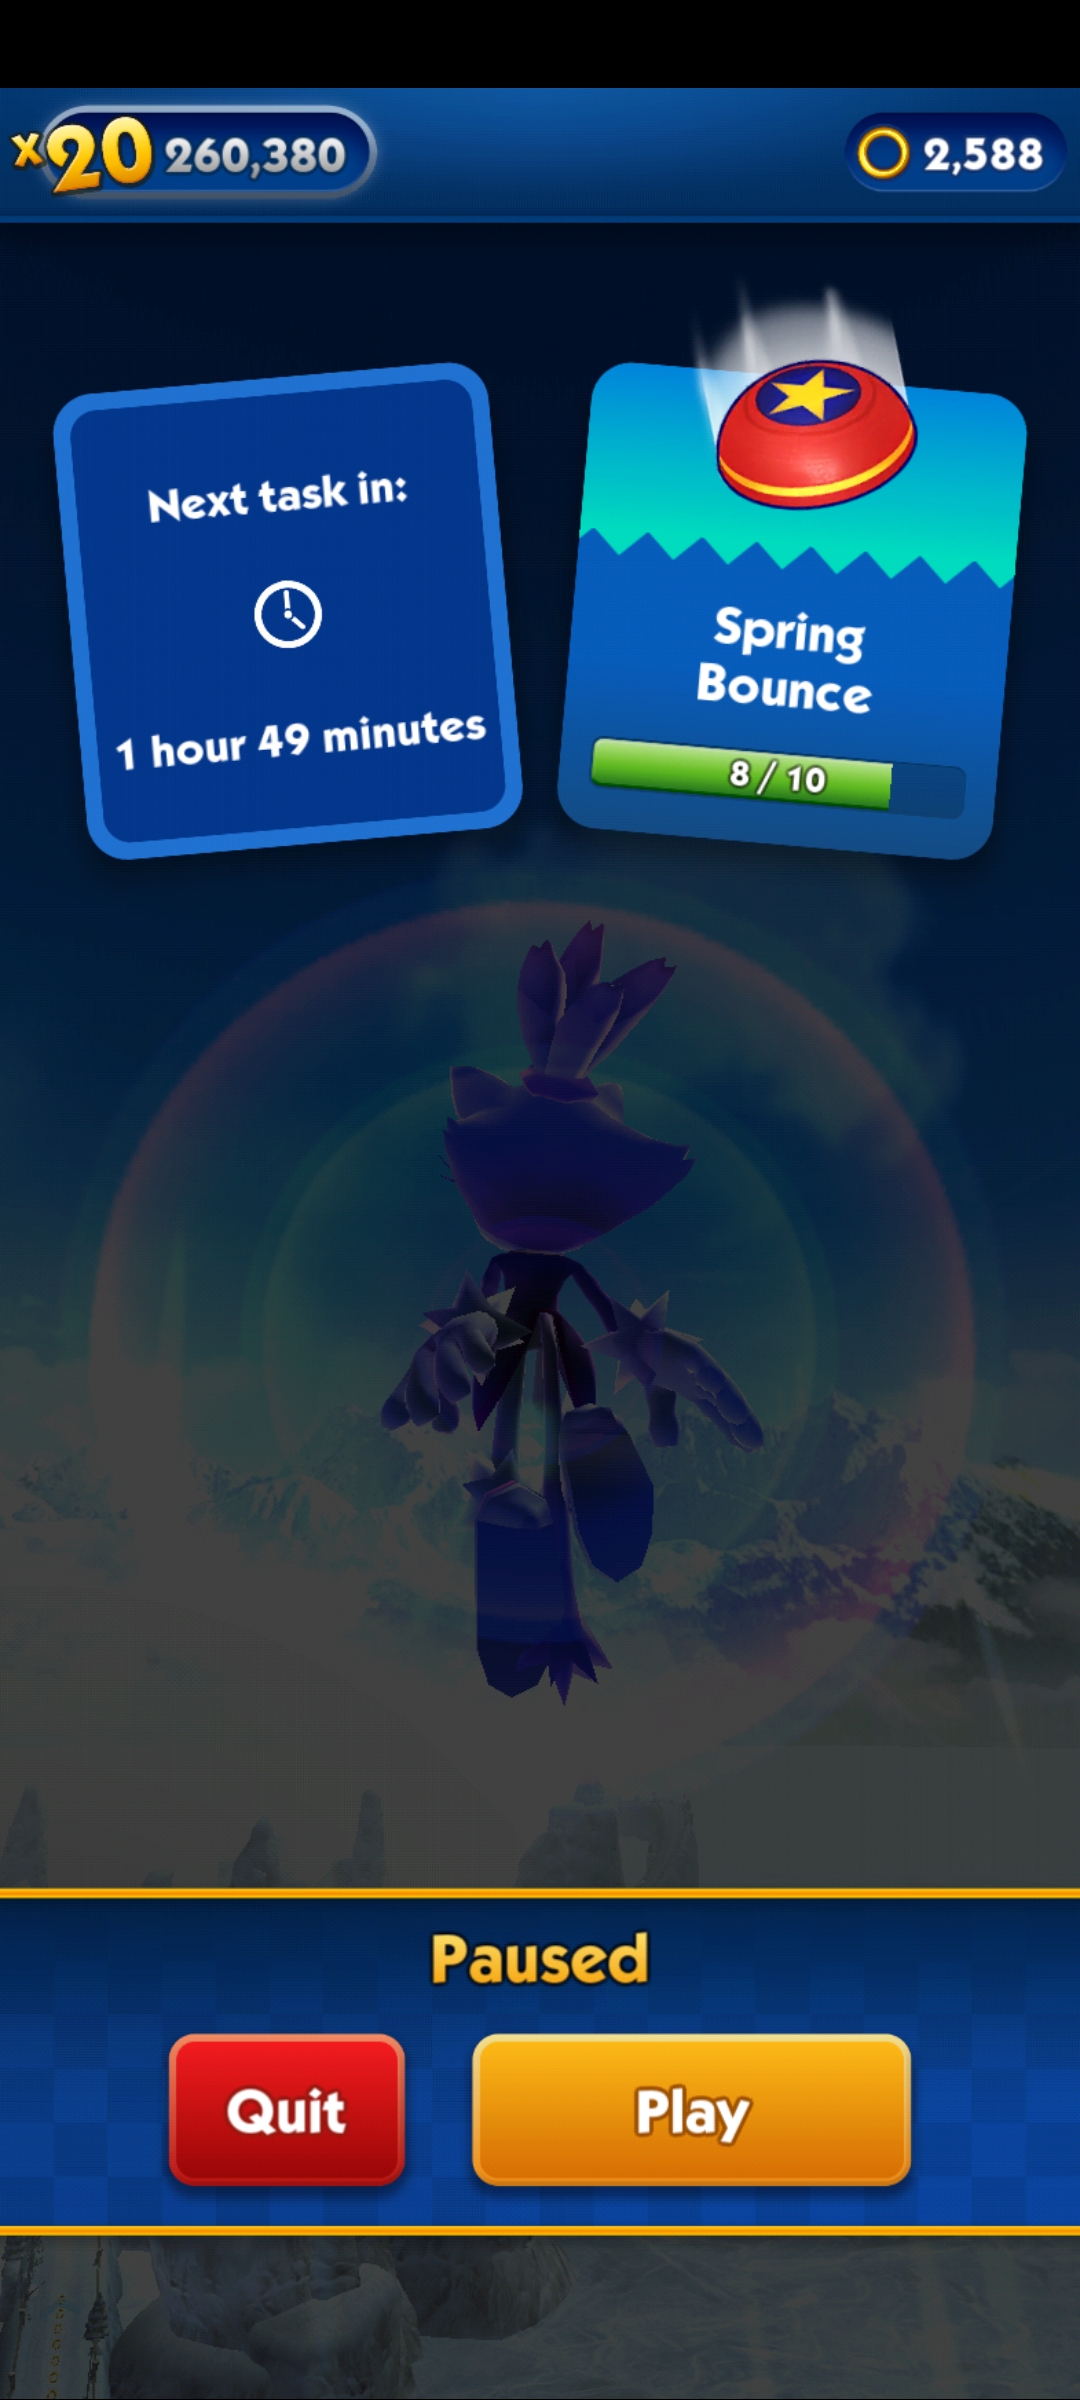 x20 260,380
2,588
Next task in:
1 hour 49 minutes
Spring
Bounce
8 / 10
Paused
Quit
Play